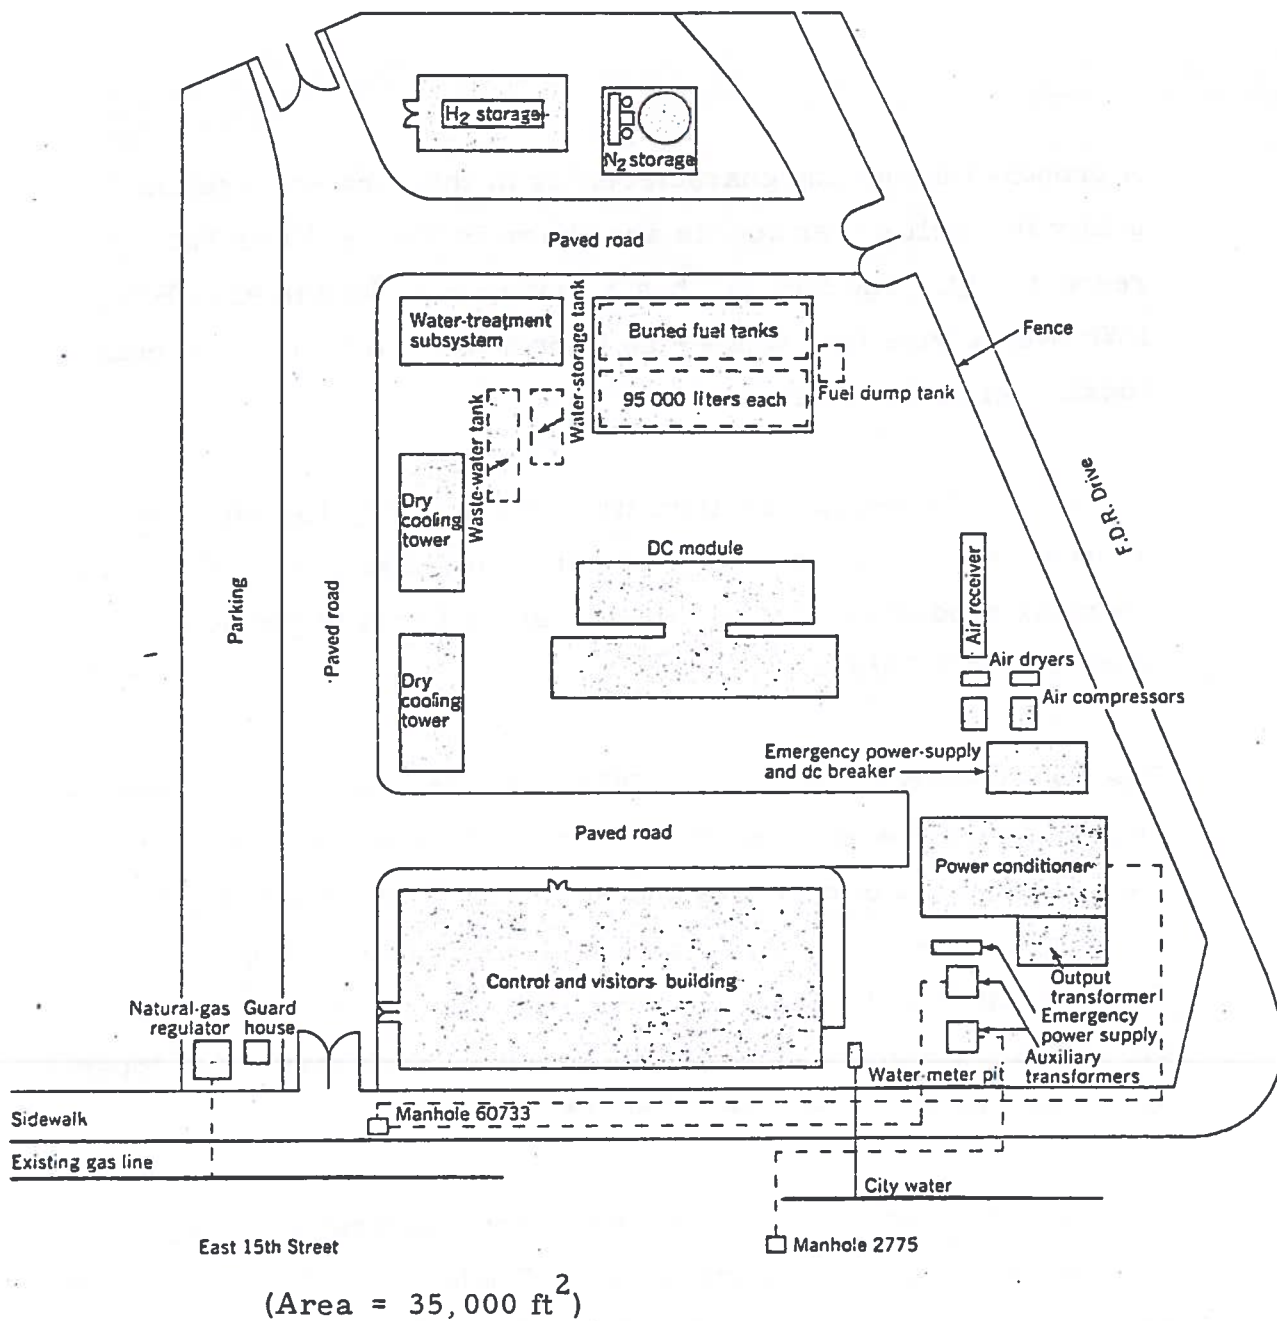 H2 storage
N2 storage
Paved road
Water-treatment
subsystem
Water-storage tank
Buried fuel tanks
95 000 liters each
Fuel dump tank
Fence
Waste-water tank
Dry
cooling
tower
F.D.R. Drive
DC module
Air receiver
Parking
Paved road
Dry
cooling
tower
Air dryers
Air compressors
Emergency power-supply
and dc breaker
Paved road
Power conditioner
Control and visitors building
Output
transformer
Emergency
power supply
Auxiliary
transformers
Natural-gas
regulator
Guard
house
Water-meter pit
Sidewalk
Manhole 60733
Existing gas line
City water
East 15th Street
Manhole 2775
(Area = 35,000 ft2)